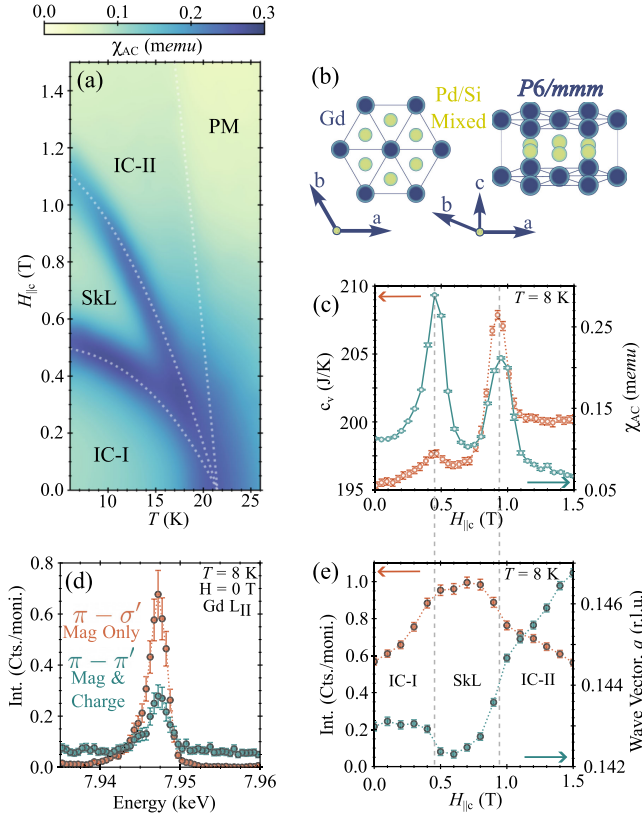 0.0 0.1 0.2 0.3
χAC (memu)
(a)
PM
IC-II
SkL
IC-I
1.4
1.2
1.0
0.8
0.6
0.4
0.2
0.0
H||c (T)
10 15 20 25
T (K)
(b)
Gd
Pd/Si
Mixed
P6/mmm
b
a
c
b
a
(c)
T = 8 K
210
205
200
195
cv (J/K)
0.25
0.15
0.05
χAC (memu)
0.0 0.5 1.0 1.5
H||c (T)
(d)
T = 8 K
H = 0 T
Gd LII
π − σ′
Mag Only
π − π′
Mag &
Charge
0.8
0.6
0.4
0.2
0.0
Int. (Cts./moni.)
7.94 7.95 7.96
Energy (keV)
(e)
T = 8 K
IC-I
SkL
IC-II
1.0
0.8
0.6
0.4
0.2
0.0
Int. (Cts./moni.)
0.146
0.144
0.142
Wave Vector, q (r.l.u)
0.0 0.5 1.0 1.5
H||c (T)